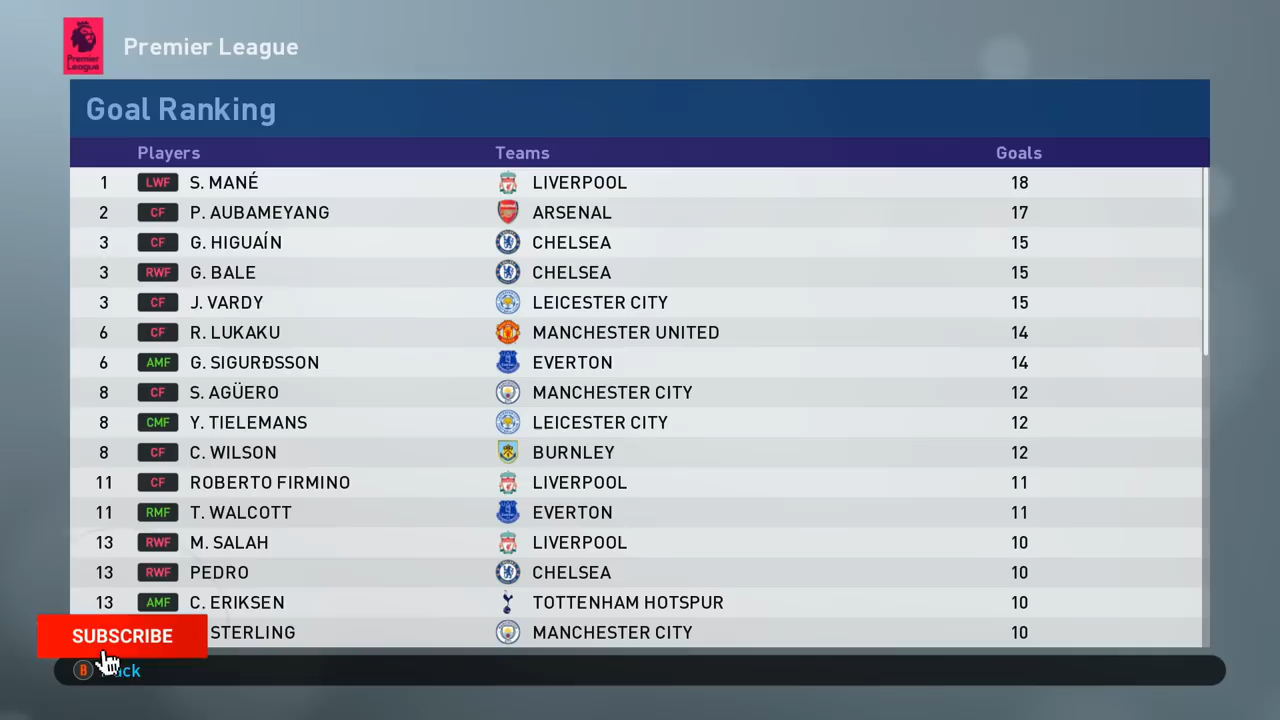 Premier League
Premier League
Goal Ranking
Players Teams Goals
1 LWF S. MANÉ LIVERPOOL 18
2 CF P. AUBAMEYANG ARSENAL 17
3 CF G. HIGUAÍN CHELSEA 15
3 RWF G. BALE CHELSEA 15
3 CF J. VARDY LEICESTER CITY 15
6 CF R. LUKAKU MANCHESTER UNITED 14
6 AMF G. SIGURÐSSON EVERTON 14
8 CF S. AGÜERO MANCHESTER CITY 12
8 CMF Y. TIELEMANS LEICESTER CITY 12
8 CF C. WILSON BURNLEY 12
11 CF ROBERTO FIRMINO LIVERPOOL 11
11 RMF T. WALCOTT EVERTON 11
13 RWF M. SALAH LIVERPOOL 10
13 RWF PEDRO CHELSEA 10
13 AMF C. ERIKSEN TOTTENHAM HOTSPUR 10
STERLING MANCHESTER CITY 10
SUBSCRIBE
B ck